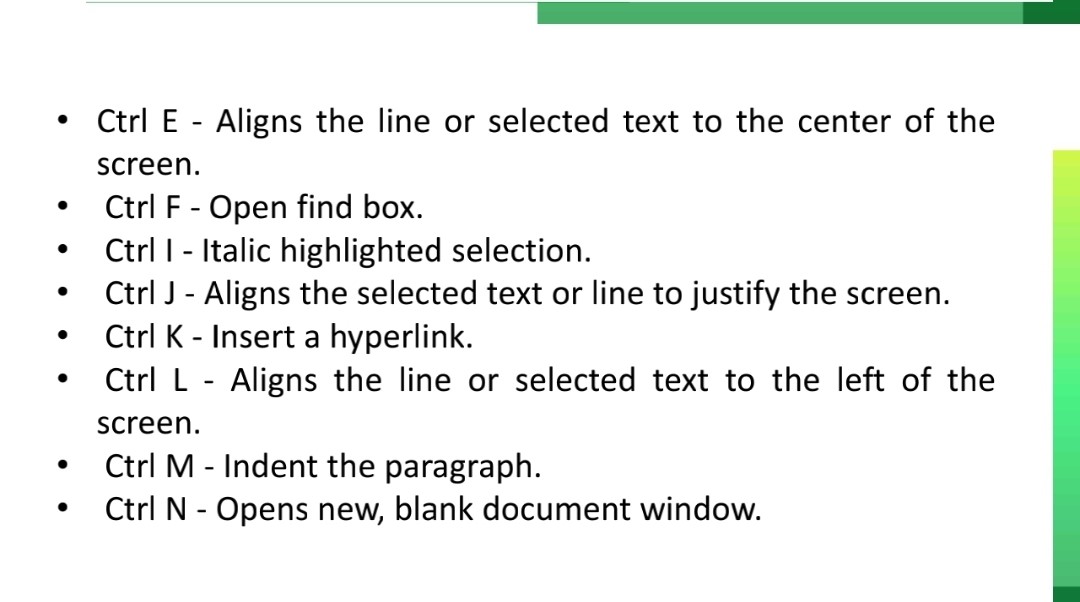 • Ctrl E - Aligns the line or selected text to the center of the
screen.
• Ctrl F - Open find box.
• Ctrl I - Italic highlighted selection.
• Ctrl J - Aligns the selected text or line to justify the screen.
• Ctrl K - Insert a hyperlink.
• Ctrl L - Aligns the line or selected text to the left of the
screen.
• Ctrl M - Indent the paragraph.
• Ctrl N - Opens new, blank document window.